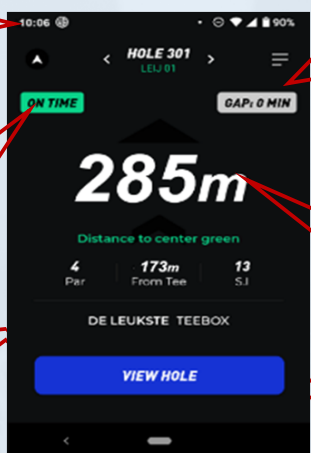 10:06 90%
HOLE 301
LEIJ 01
ON TIME GAP: 0 MIN
285m
Distance to center green
4 173m 13
Par From Tee S.I
DE LEUKSTE TEEBOX
VIEW HOLE